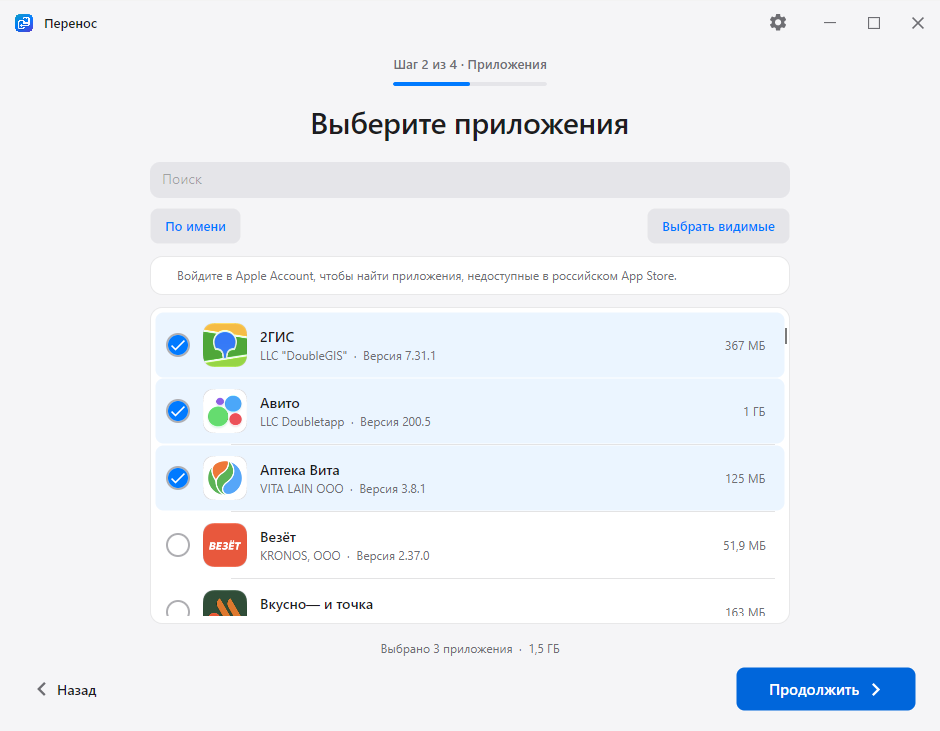 Перенос
Шаг 2 из 4 · Приложения
Выберите приложения
Поиск
По имени
Выбрать видимые
Войдите в Apple Account, чтобы найти приложения, недоступные в российском App Store.
2ГИС
LLC "DoubleGIS" · Версия 7.31.1
367 МБ
Авито
LLC Doubletapp · Версия 200.5
1 ГБ
Аптека Вита
VITA LAIN OOO · Версия 3.8.1
125 МБ
ВЕЗЁТ
Везёт
KRONOS, OOO · Версия 2.37.0
51,9 МБ
Вкусно— и точка
163 МБ
Выбрано 3 приложения · 1,5 ГБ
Назад
Продолжить